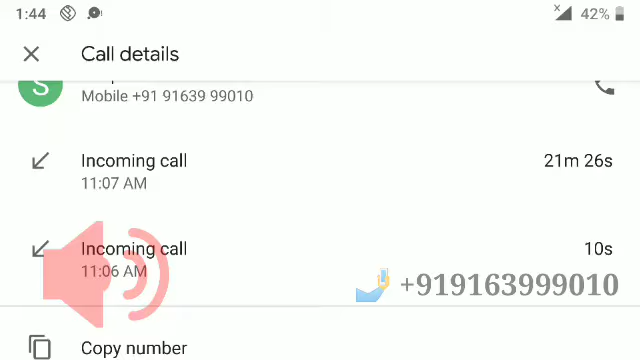 1:44
42%
Call details
Mobile +91 91639 99010
Incoming call 21m 26s
11:07 AM
Incoming call 10s
11:06 AM
+919163999010
Copy number